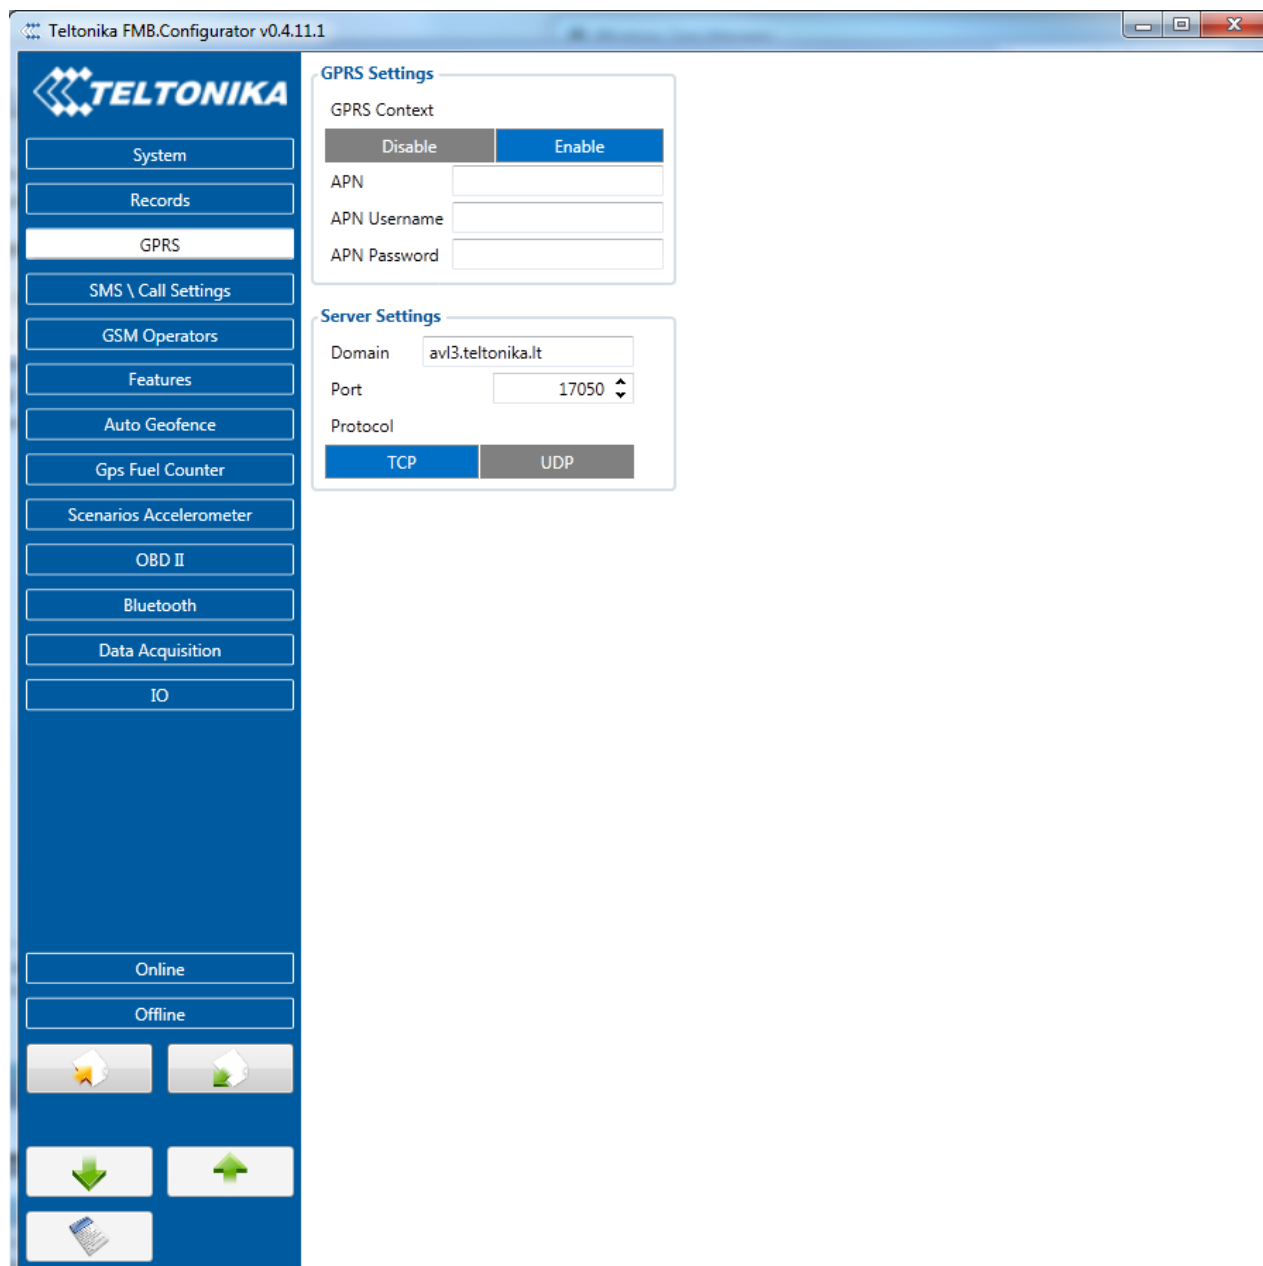 Teltonika FMB.Configurator v0.4.11.1
TELTONIKA
System
Records
GPRS
SMS \ Call Settings
GSM Operators
Features
Auto Geofence
Gps Fuel Counter
Scenarios Accelerometer
OBD II
Bluetooth
Data Acquisition
IO
Online
Offline
GPRS Settings
GPRS Context
Disable Enable
APN
APN Username
APN Password
Server Settings
Domain avl3.teltonika.lt
Port 17050
Protocol
TCP UDP